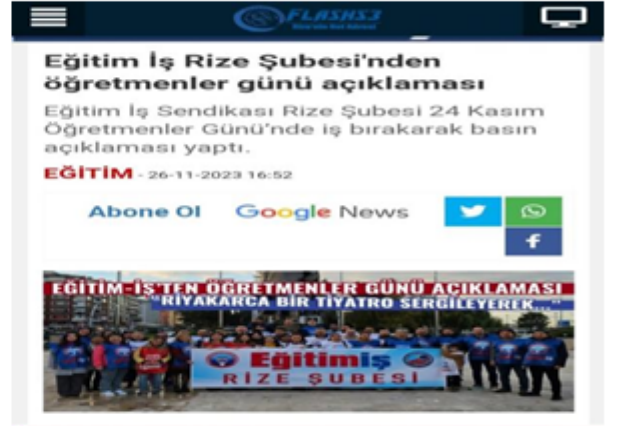 FLASHS3
Eğitim İş Rize Şubesi'nden
öğretmenler günü açıklaması
Eğitim İş Sendikası Rize Şubesi 24 Kasım
Öğretmenler Günü'nde iş bırakarak basın
açıklaması yaptı.
EĞİTİM - 26-11-2023 16:52
Abone Ol Google News
EĞİTİM-İŞ'TEN ÖĞRETMENLER GÜNÜ AÇIKLAMASI
"RİYAKARCA BİR TİYATRO SERGİLEYEREK..."
Eğitimiş
RİZE ŞUBESİ